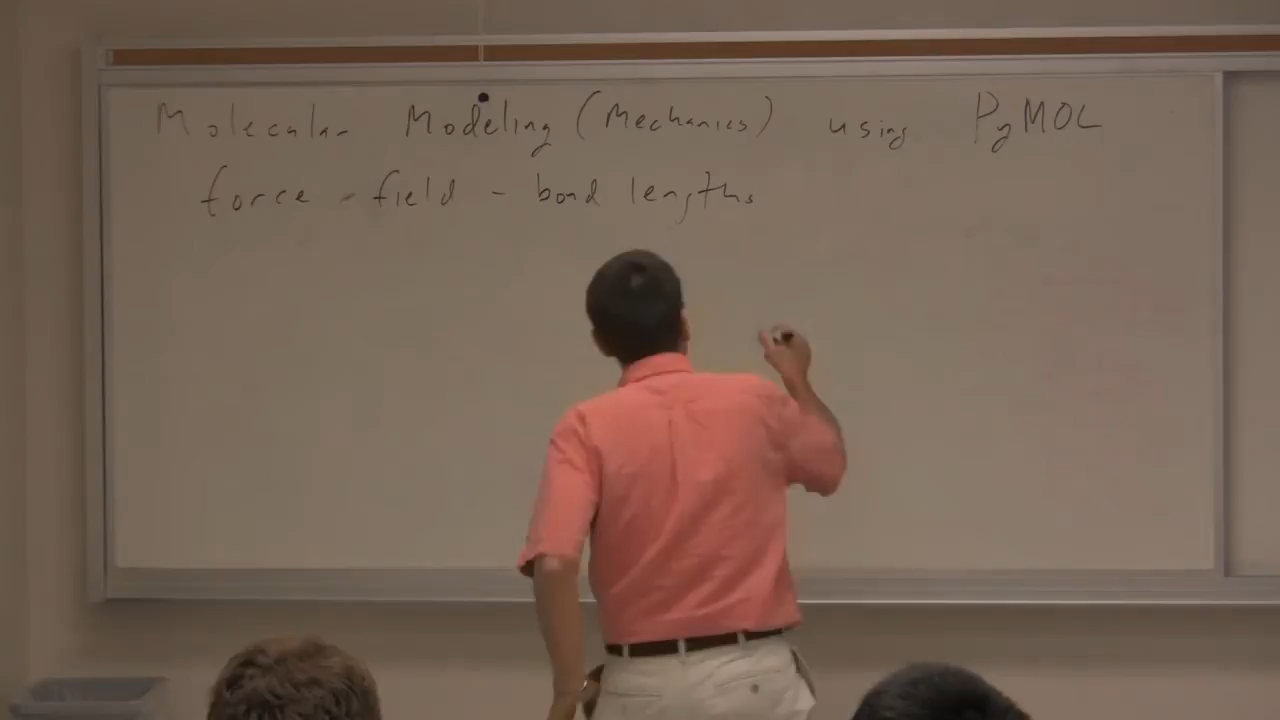 Molecular Modeling (Mechanics) using PyMOL
force-field - bond lengths